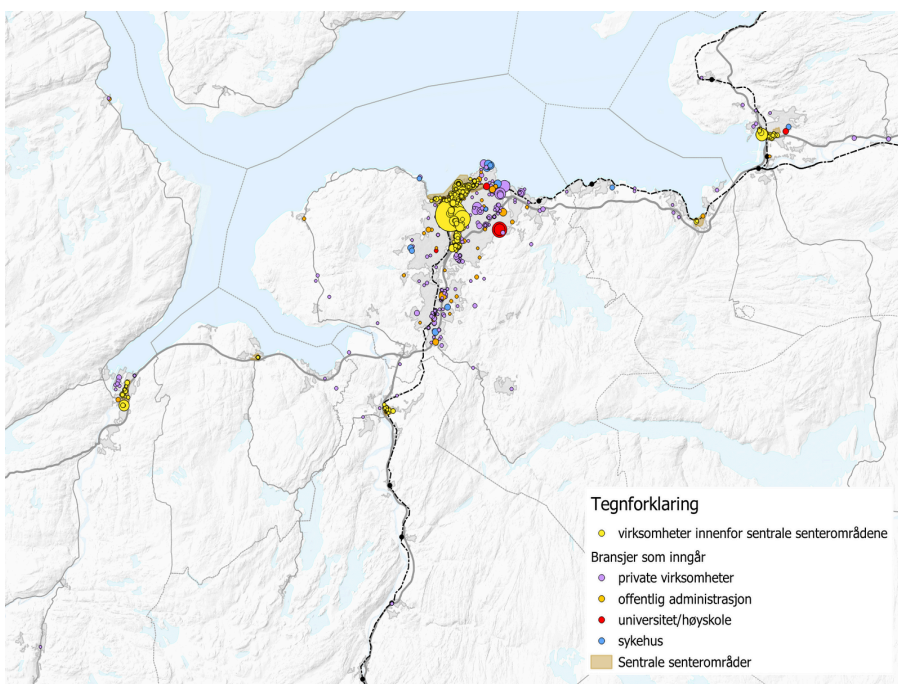 Tegnforklaring
virksomheter innenfor sentrale senterområdene
Bransjer som inngår
private virksomheter
offentlig administrasjon
universitet/høyskole
sykehus
Sentrale senterområder